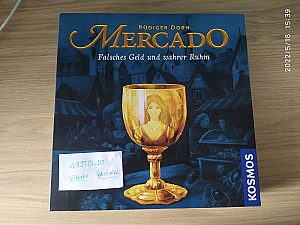 RÜDIGER DORN
MERCADO
Falsches Geld und wahrer Ruhm
KOSMOS
2022/5/18 15:39